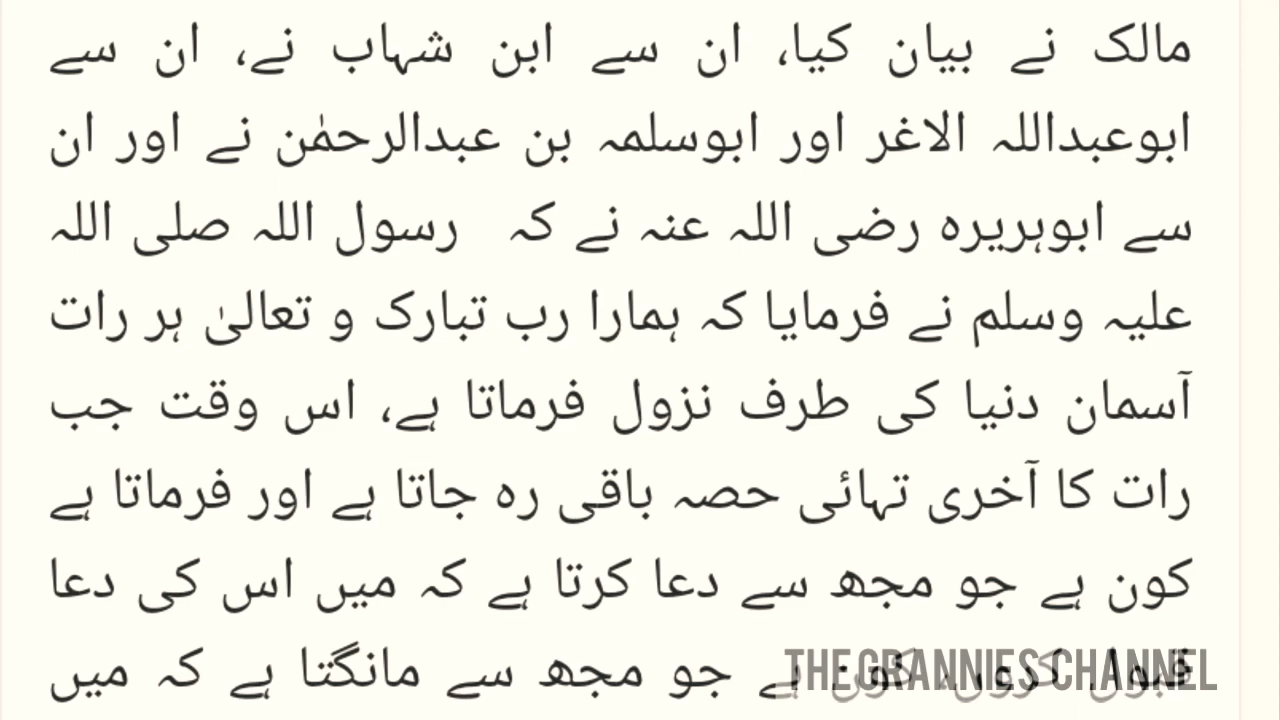 مالک نے بیان کیا، ان سے ابن شہاب نے، ان سے
ابوعبداللہ الاغر اور ابوسلمہ بن عبدالرحمٰن نے اور ان
سے ابوہریرہ رضی اللہ عنہ نے کہ رسول اللہ صلی اللہ
علیہ وسلم نے فرمایا کہ ہمارا رب تبارک و تعالیٰ ہر رات
آسمان دنیا کی طرف نزول فرماتا ہے، اس وقت جب
رات کا آخری تہائی حصہ باقی رہ جاتا ہے اور فرماتا ہے
کون ہے جو مجھ سے دعا کرتا ہے کہ میں اس کی دعا
قبول کروں، کون ہے جو مجھ سے مانگتا ہے کہ میں
THE GRANNIES CHANNEL